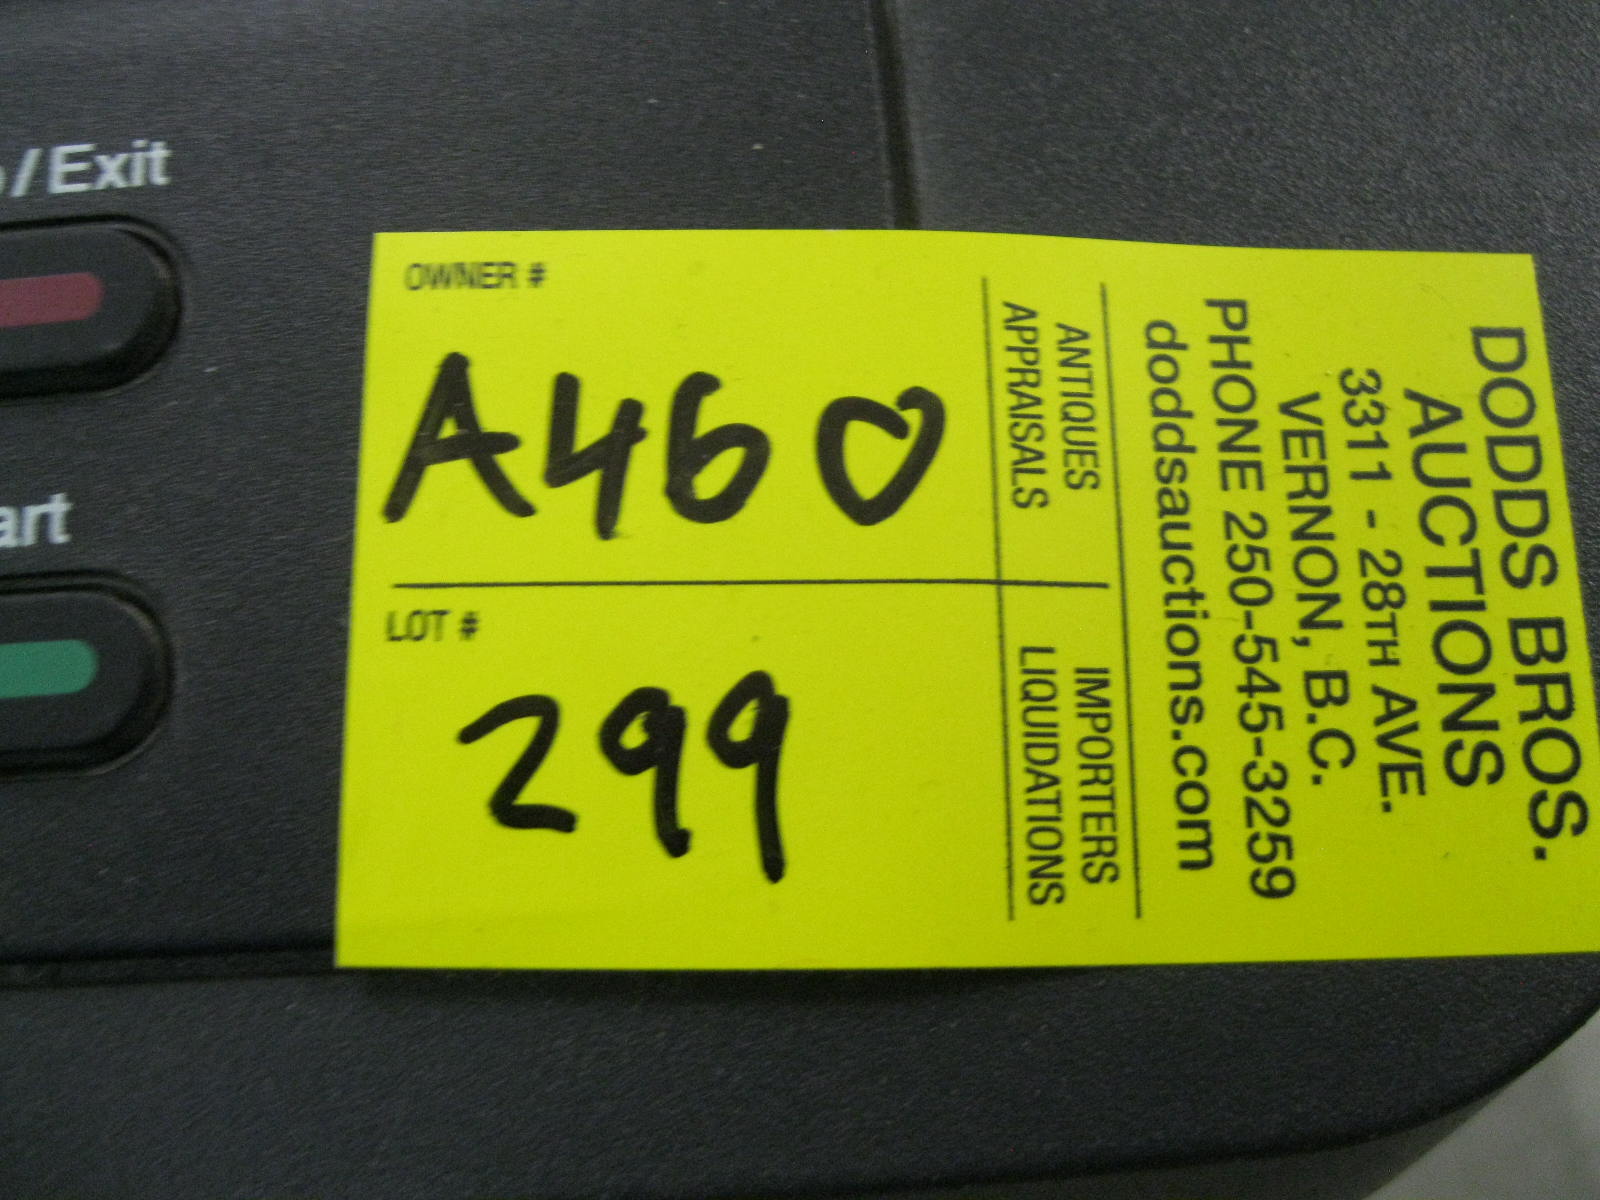 /Exit
art
OWNER #
A460
LOT #
299
ANTIQUES
APPRAISALS
IMPORTERS
LIQUIDATIONS
DODDS BROS.
AUCTIONS
3311 - 28TH AVE.
VERNON, B.C.
PHONE 250-545-3259
doddsauctions.com